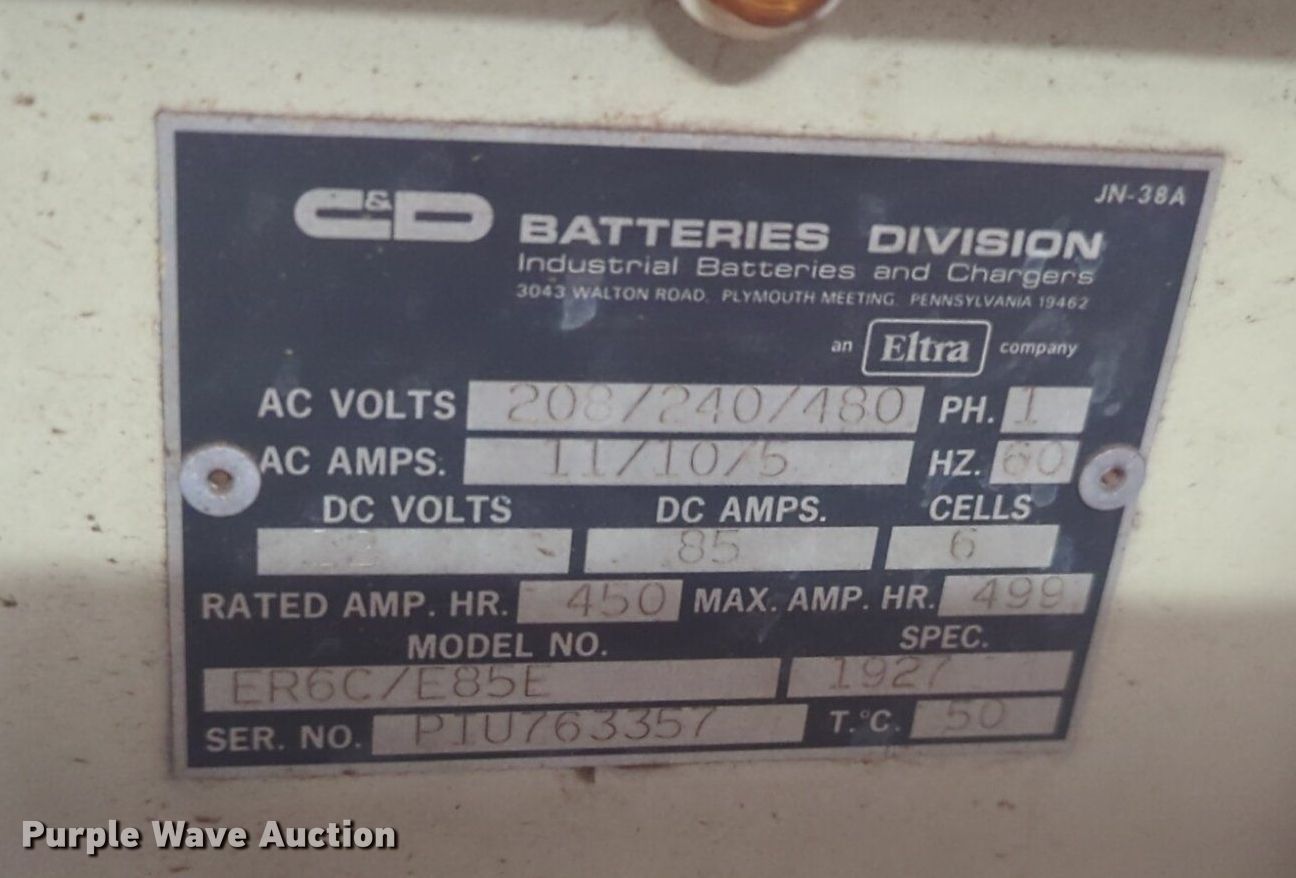 JN-38A
C&D BATTERIES DIVISION
Industrial Batteries and Chargers
3043 WALTON ROAD, PLYMOUTH MEETING, PENNSYLVANIA 19462
an Eltra company
AC VOLTS 208/240/480 PH. 1
AC AMPS. 11/10/5 HZ. 60
DC VOLTS DC AMPS. CELLS
85 6
RATED AMP. HR. 450 MAX. AMP. HR. 499
MODEL NO. SPEC.
ER6C/E85E 1927
SER. NO. P1U763357 T.°C. 50
Purple Wave Auction